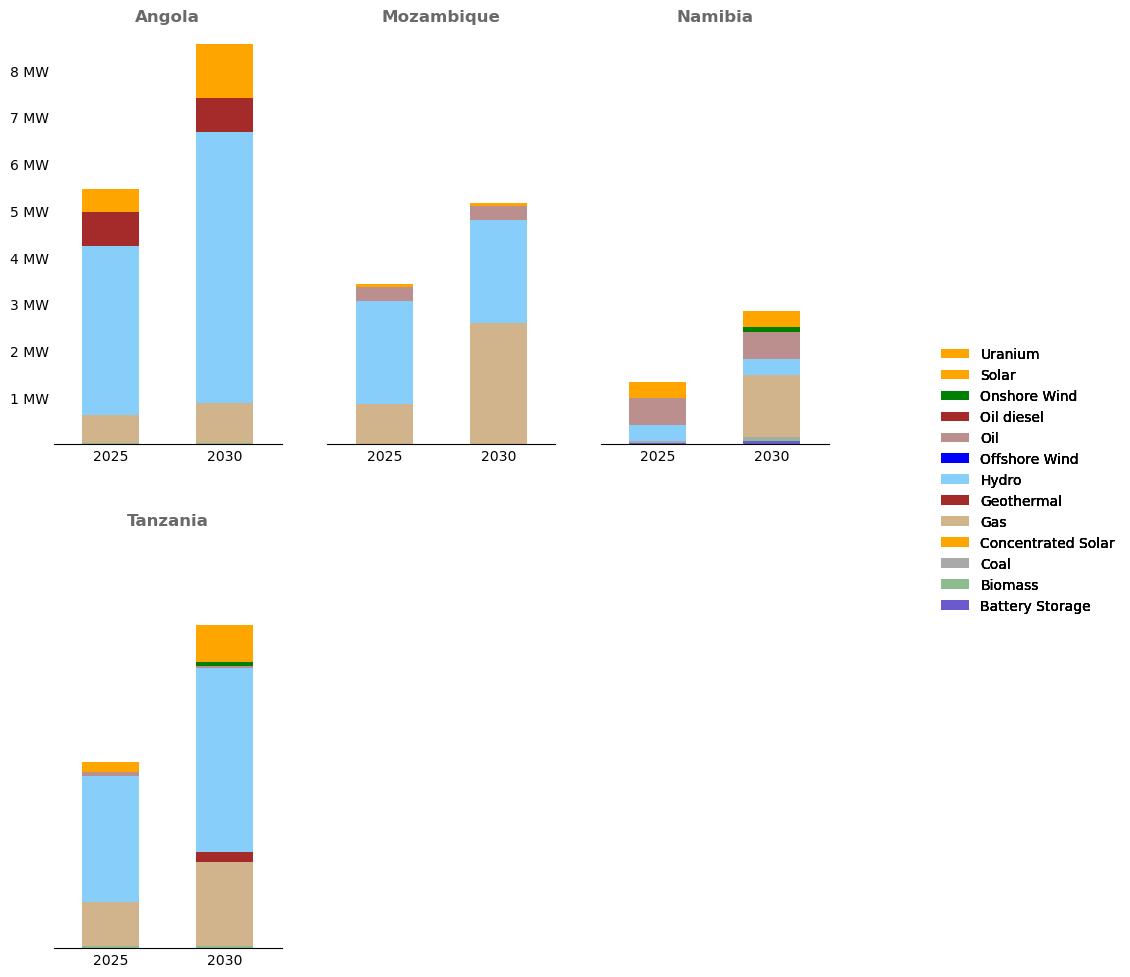 Angola
Mozambique
Namibia
8 MW
7 MW
6 MW
5 MW
4 MW
3 MW
2 MW
1 MW
2025 2030
2025 2030
2025 2030
Uranium
Solar
Onshore Wind
Oil diesel
Oil
Offshore Wind
Hydro
Geothermal
Gas
Concentrated Solar
Coal
Biomass
Battery Storage
Tanzania
2025 2030